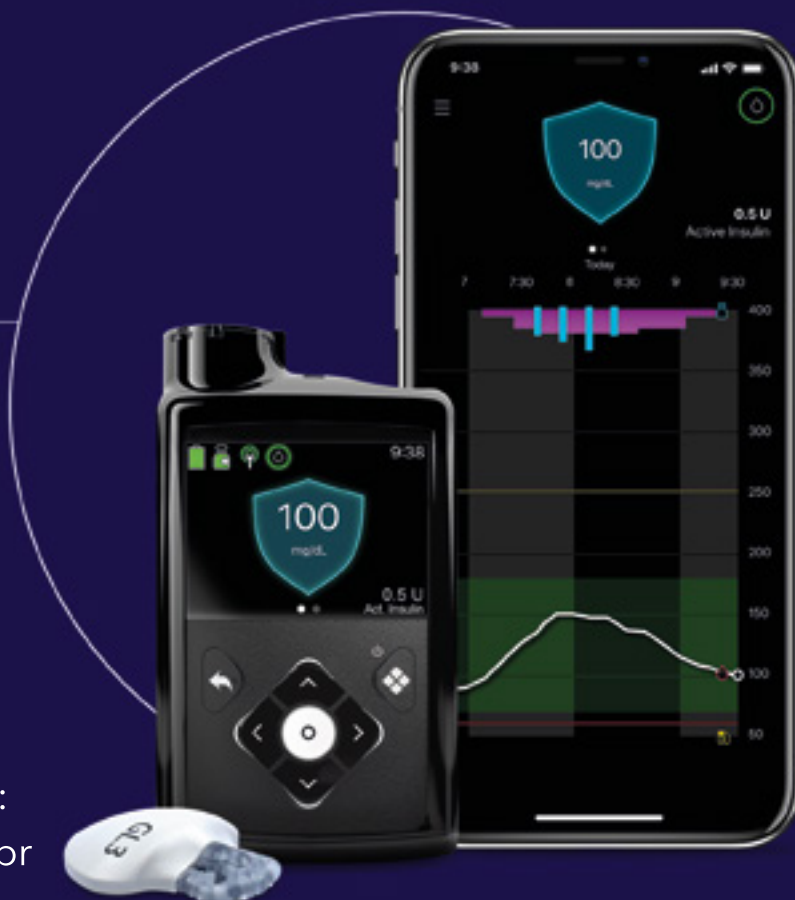 9:38
100
mg/dL
0.5 U
Active Insulin
Today
7 7:30 8 8:30 9 9:30
400
350
300
250
200
150
100
50
9:38
100
mg/dL
0.5 U
Act. Insulin
:
or
GL3